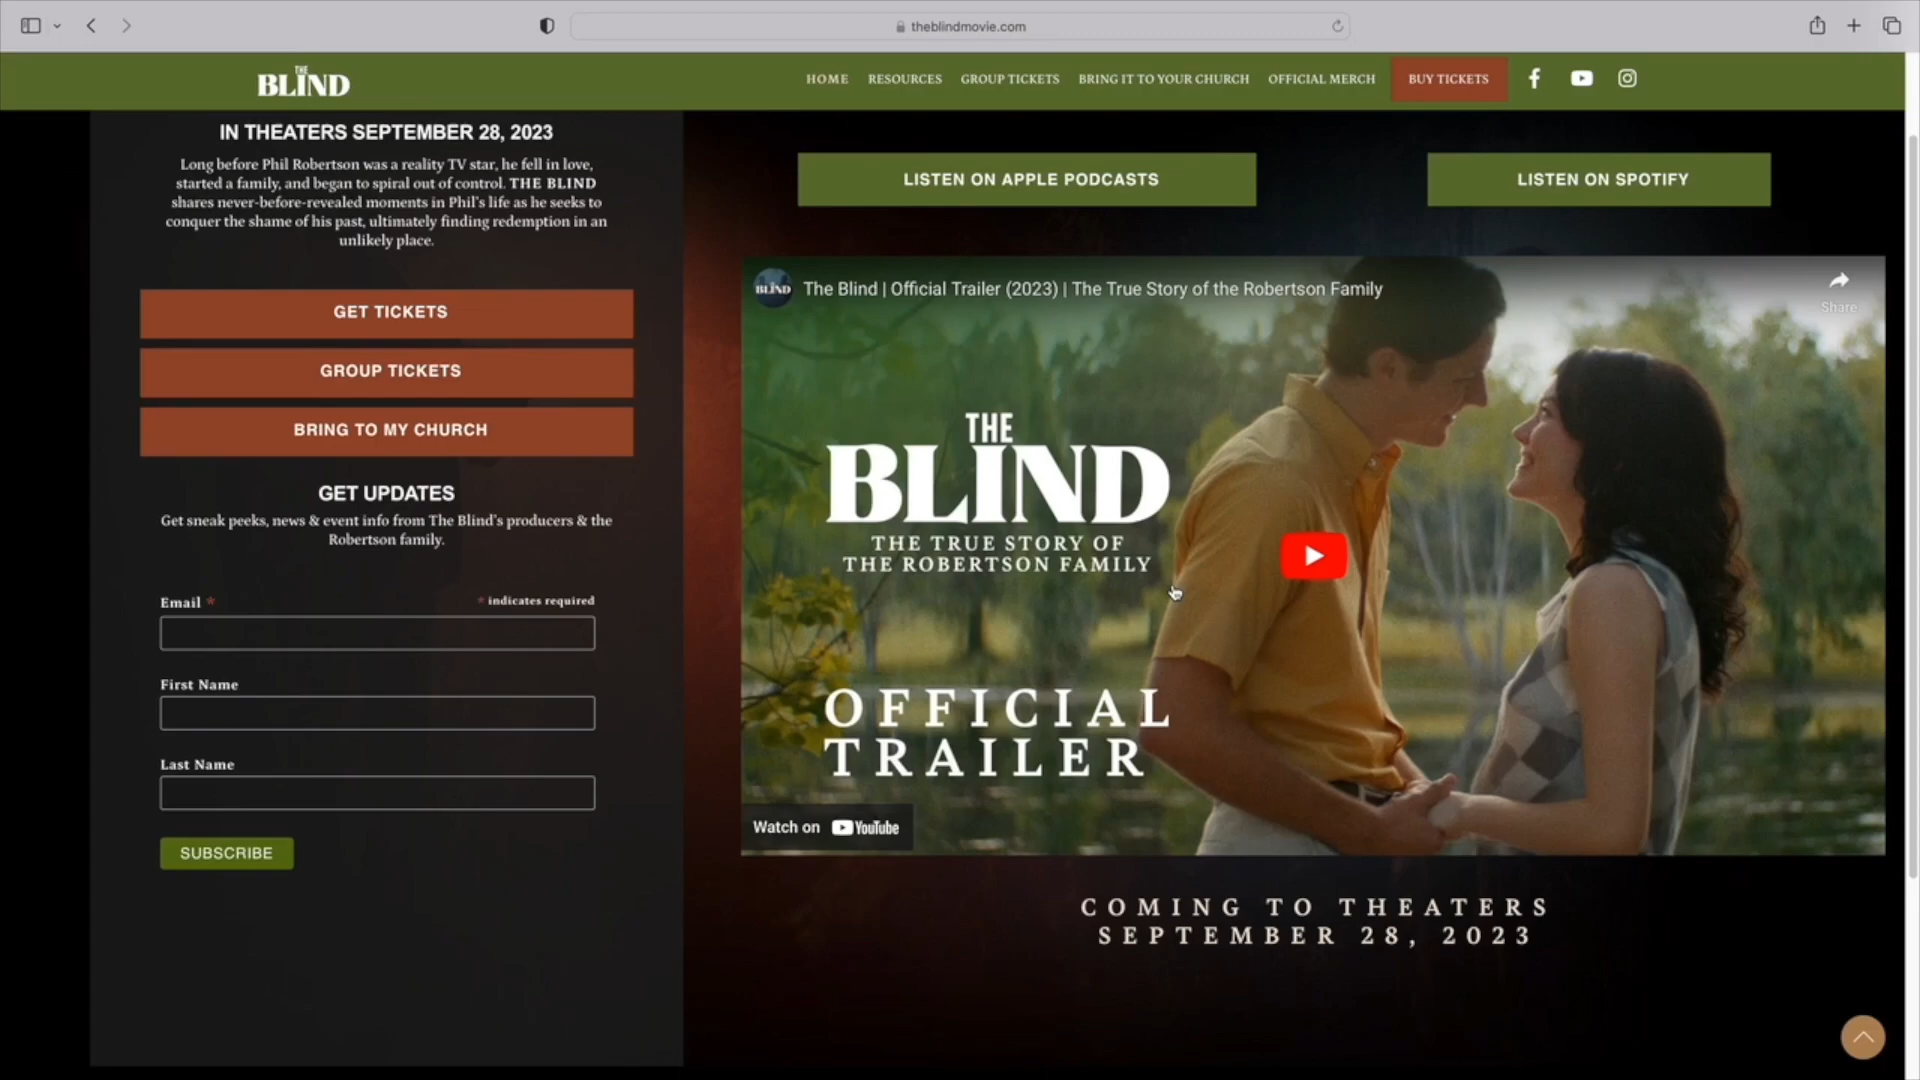 theblindmovie.com
THE
BLIND
HOME RESOURCES GROUP TICKETS BRING IT TO YOUR CHURCH OFFICIAL MERCH BUY TICKETS
IN THEATERS SEPTEMBER 28, 2023
Long before Phil Robertson was a reality TV star, he fell in love,
started a family, and began to spiral out of control. THE BLIND
shares never-before-revealed moments in Phil's life as he seeks to
conquer the shame of his past, ultimately finding redemption in an
unlikely place.
GET TICKETS
GROUP TICKETS
BRING TO MY CHURCH
GET UPDATES
Get sneak peeks, news & event info from The Blind's producers & the
Robertson family.
Email *
* indicates required
First Name
Last Name
SUBSCRIBE
LISTEN ON APPLE PODCASTS
LISTEN ON SPOTIFY
BLIND
The Blind | Official Trailer (2023) | The True Story of the Robertson Family
Share
THE
BLIND
THE TRUE STORY OF
THE ROBERTSON FAMILY
OFFICIAL
TRAILER
Watch on YouTube
COMING TO THEATERS
SEPTEMBER 28, 2023